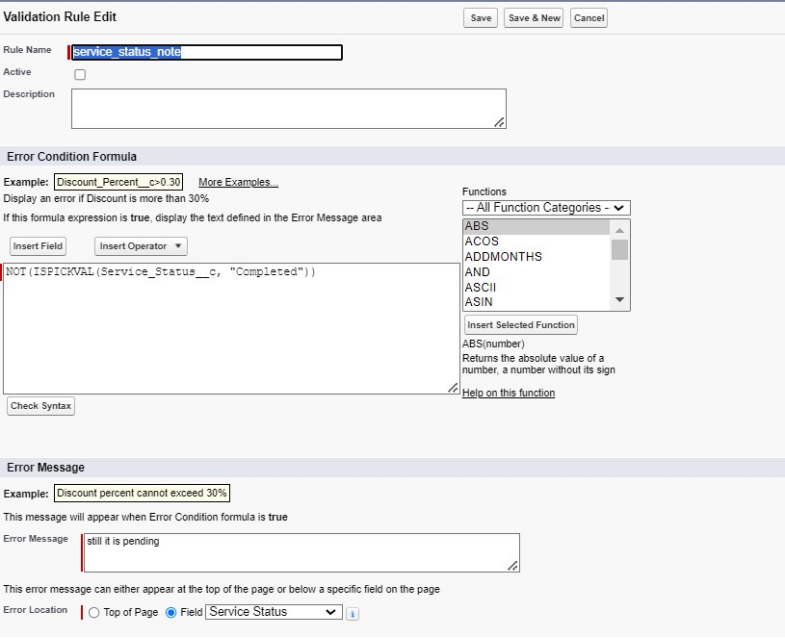 Validation Rule Edit
Save
Save & New
Cancel
Rule Name
service_status_note
Active
Description
Error Condition Formula
Example: Discount_Percent__c>0.30 More Examples...
Display an error if Discount is more than 30%
If this formula expression is true, display the text defined in the Error Message area
Insert Field
Insert Operator
NOT(ISPICKVAL(Service_Status__c, "Completed"))
Check Syntax
Functions
-- All Function Categories -
ABS
ACOS
ADDMONTHS
AND
ASCII
ASIN
Insert Selected Function
ABS(number)
Returns the absolute value of a
number, a number without its sign
Help on this function
Error Message
Example: Discount percent cannot exceed 30%
This message will appear when Error Condition formula is true
Error Message
still it is pending
This error message can either appear at the top of the page or below a specific field on the page
Error Location
Top of Page
Field
Service Status
i